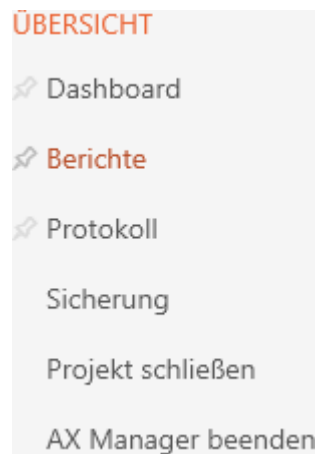 ÜBERSICHT
Dashboard
Berichte
Protokoll
Sicherung
Projekt schließen
AX Manager beenden